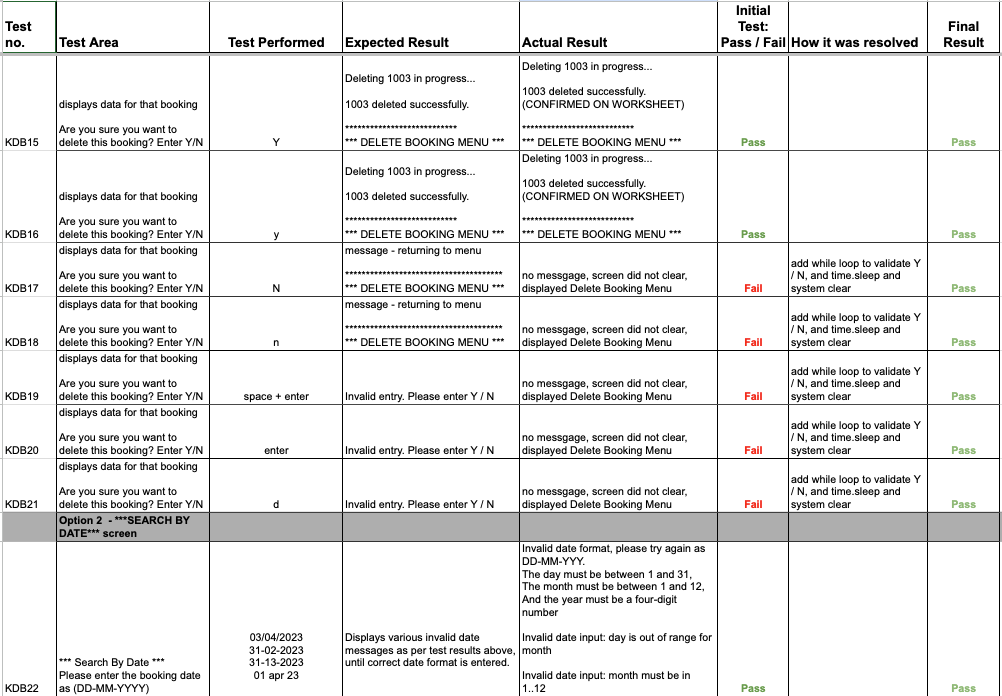 Test no.
Test Area
Test Performed
Expected Result
Actual Result
Initial Test: Pass / Fail
How it was resolved
Final Result
KDB15
displays data for that booking
Are you sure you want to
delete this booking? Enter Y/N
Y
Deleting 1003 in progress...
1003 deleted successfully.
***************************
*** DELETE BOOKING MENU ***
Deleting 1003 in progress...
1003 deleted successfully.
(CONFIRMED ON WORKSHEET)
***************************
*** DELETE BOOKING MENU ***
Pass
Pass
KDB16
displays data for that booking
Are you sure you want to
delete this booking? Enter Y/N
y
Deleting 1003 in progress...
1003 deleted successfully.
***************************
*** DELETE BOOKING MENU ***
Deleting 1003 in progress...
1003 deleted successfully.
(CONFIRMED ON WORKSHEET)
***************************
*** DELETE BOOKING MENU ***
Pass
Pass
KDB17
displays data for that booking
Are you sure you want to
delete this booking? Enter Y/N
N
message - returning to menu
**************************************
*** DELETE BOOKING MENU ***
no messgage, screen did not clear,
displayed Delete Booking Menu
Fail
add while loop to validate Y
/ N, and time.sleep and
system clear
Pass
KDB18
displays data for that booking
Are you sure you want to
delete this booking? Enter Y/N
n
message - returning to menu
**************************************
*** DELETE BOOKING MENU ***
no messgage, screen did not clear,
displayed Delete Booking Menu
Fail
add while loop to validate Y
/ N, and time.sleep and
system clear
Pass
KDB19
displays data for that booking
Are you sure you want to
delete this booking? Enter Y/N
space + enter
Invalid entry. Please enter Y / N
no messgage, screen did not clear,
displayed Delete Booking Menu
Fail
add while loop to validate Y
/ N, and time.sleep and
system clear
Pass
KDB20
displays data for that booking
Are you sure you want to
delete this booking? Enter Y/N
enter
Invalid entry. Please enter Y / N
no messgage, screen did not clear,
displayed Delete Booking Menu
Fail
add while loop to validate Y
/ N, and time.sleep and
system clear
Pass
KDB21
displays data for that booking
Are you sure you want to
delete this booking? Enter Y/N
d
Invalid entry. Please enter Y / N
no messgage, screen did not clear,
displayed Delete Booking Menu
Fail
add while loop to validate Y
/ N, and time.sleep and
system clear
Pass
Option 2 - ***SEARCH BY
DATE*** screen
KDB22
*** Search By Date ***
Please enter the booking date
as (DD-MM-YYYY)
03/04/2023
31-02-2023
31-13-2023
01 apr 23
Displays various invalid date
messages as per test results above,
until correct date format is entered.
Invalid date format, please try again as
DD-MM-YYY.
The day must be between 1 and 31,
The month must be between 1 and 12,
And the year must be a four-digit
number
Invalid date input: day is out of range for
month
Invalid date input: month must be in
1..12
Pass
Pass